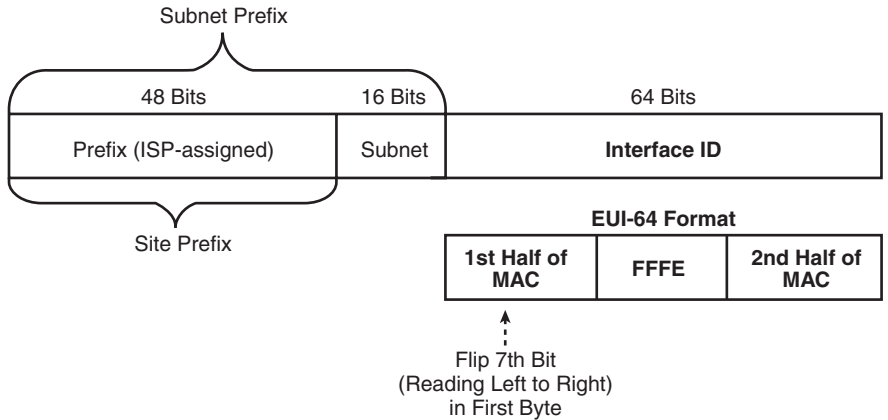 Subnet Prefix
48 Bits
16 Bits
64 Bits
Prefix (ISP-assigned)
Subnet
Interface ID
Site Prefix
EUI-64 Format
1st Half of
MAC
FFFE
2nd Half of
MAC
Flip 7th Bit
(Reading Left to Right)
in First Byte